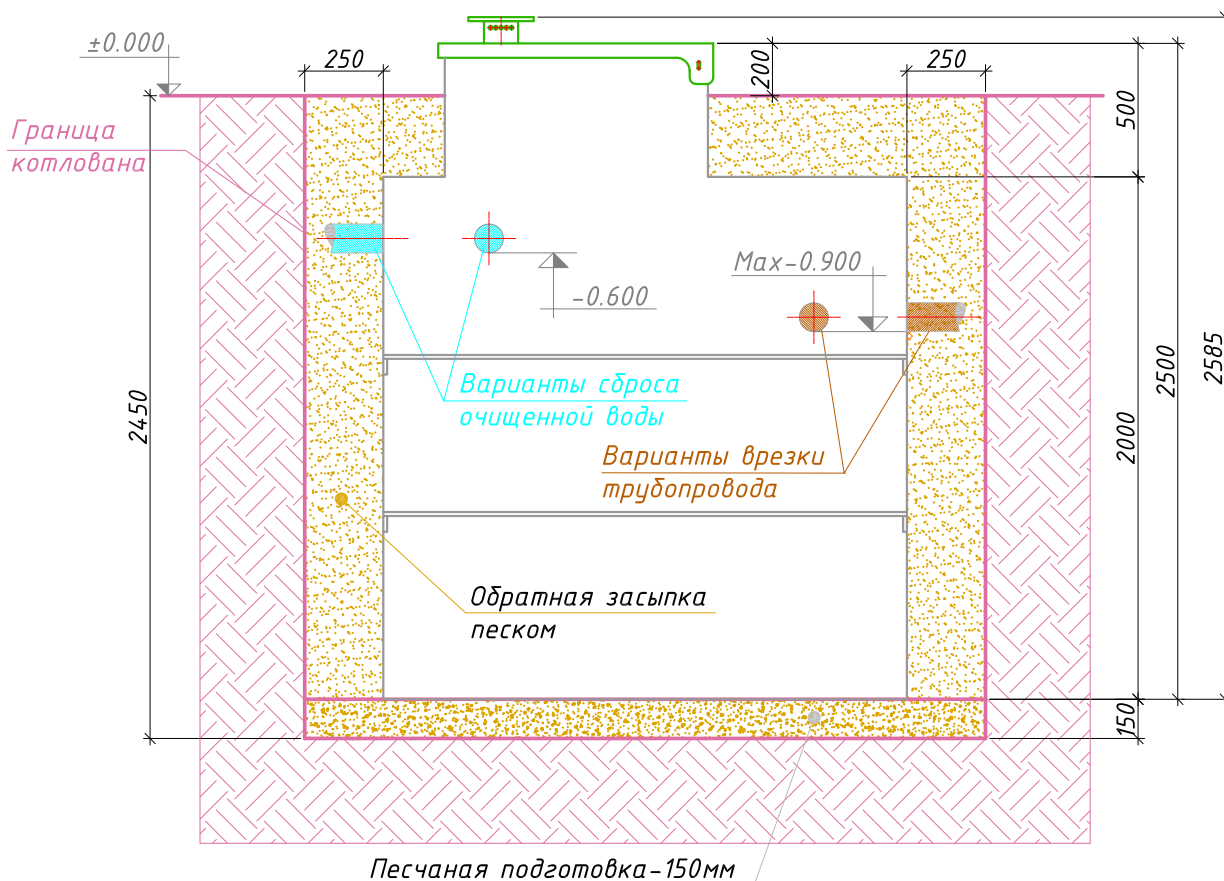 ±0.000
250
200
250
500
Граница
котлована
-0.600
Max-0.900
2585
2500
2450
Варианты сброса
очищенной воды
2000
Варианты врезки
трубопровода
Обратная засыпка
песком
150
Песчаная подготовка-150мм